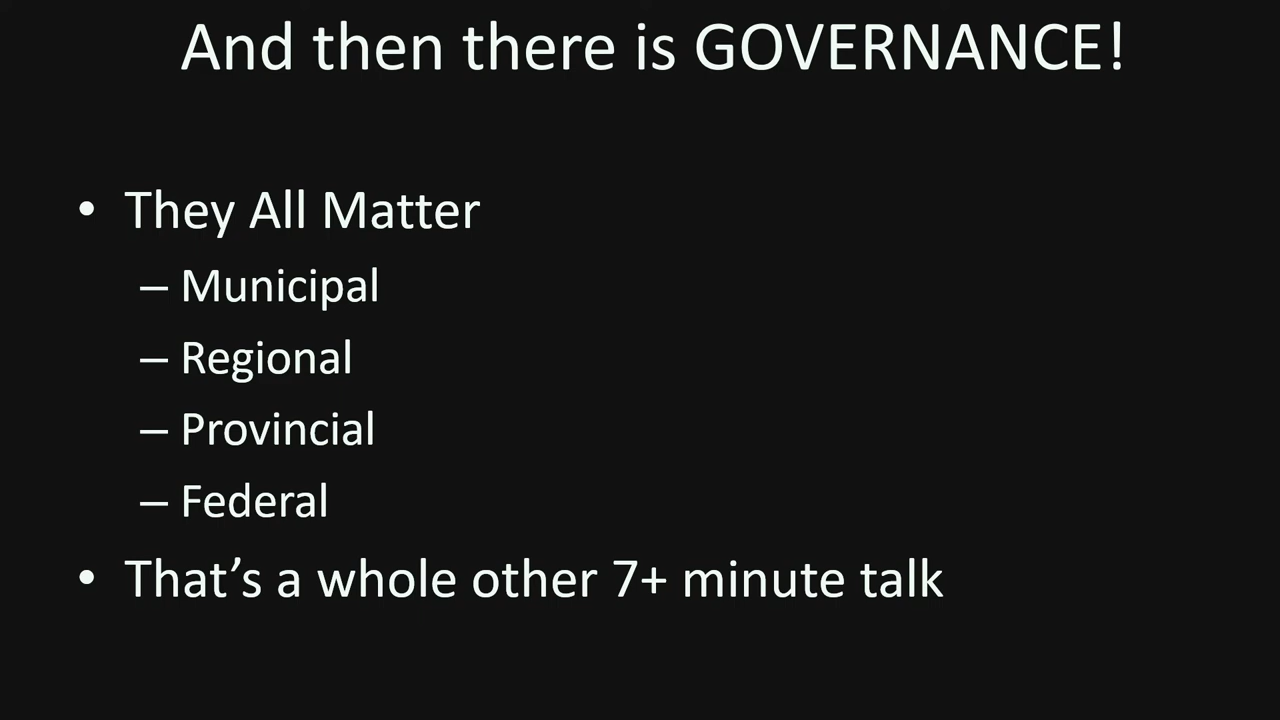 And then there is GOVERNANCE!
• They All Matter
– Municipal
– Regional
– Provincial
– Federal
• That’s a whole other 7+ minute talk